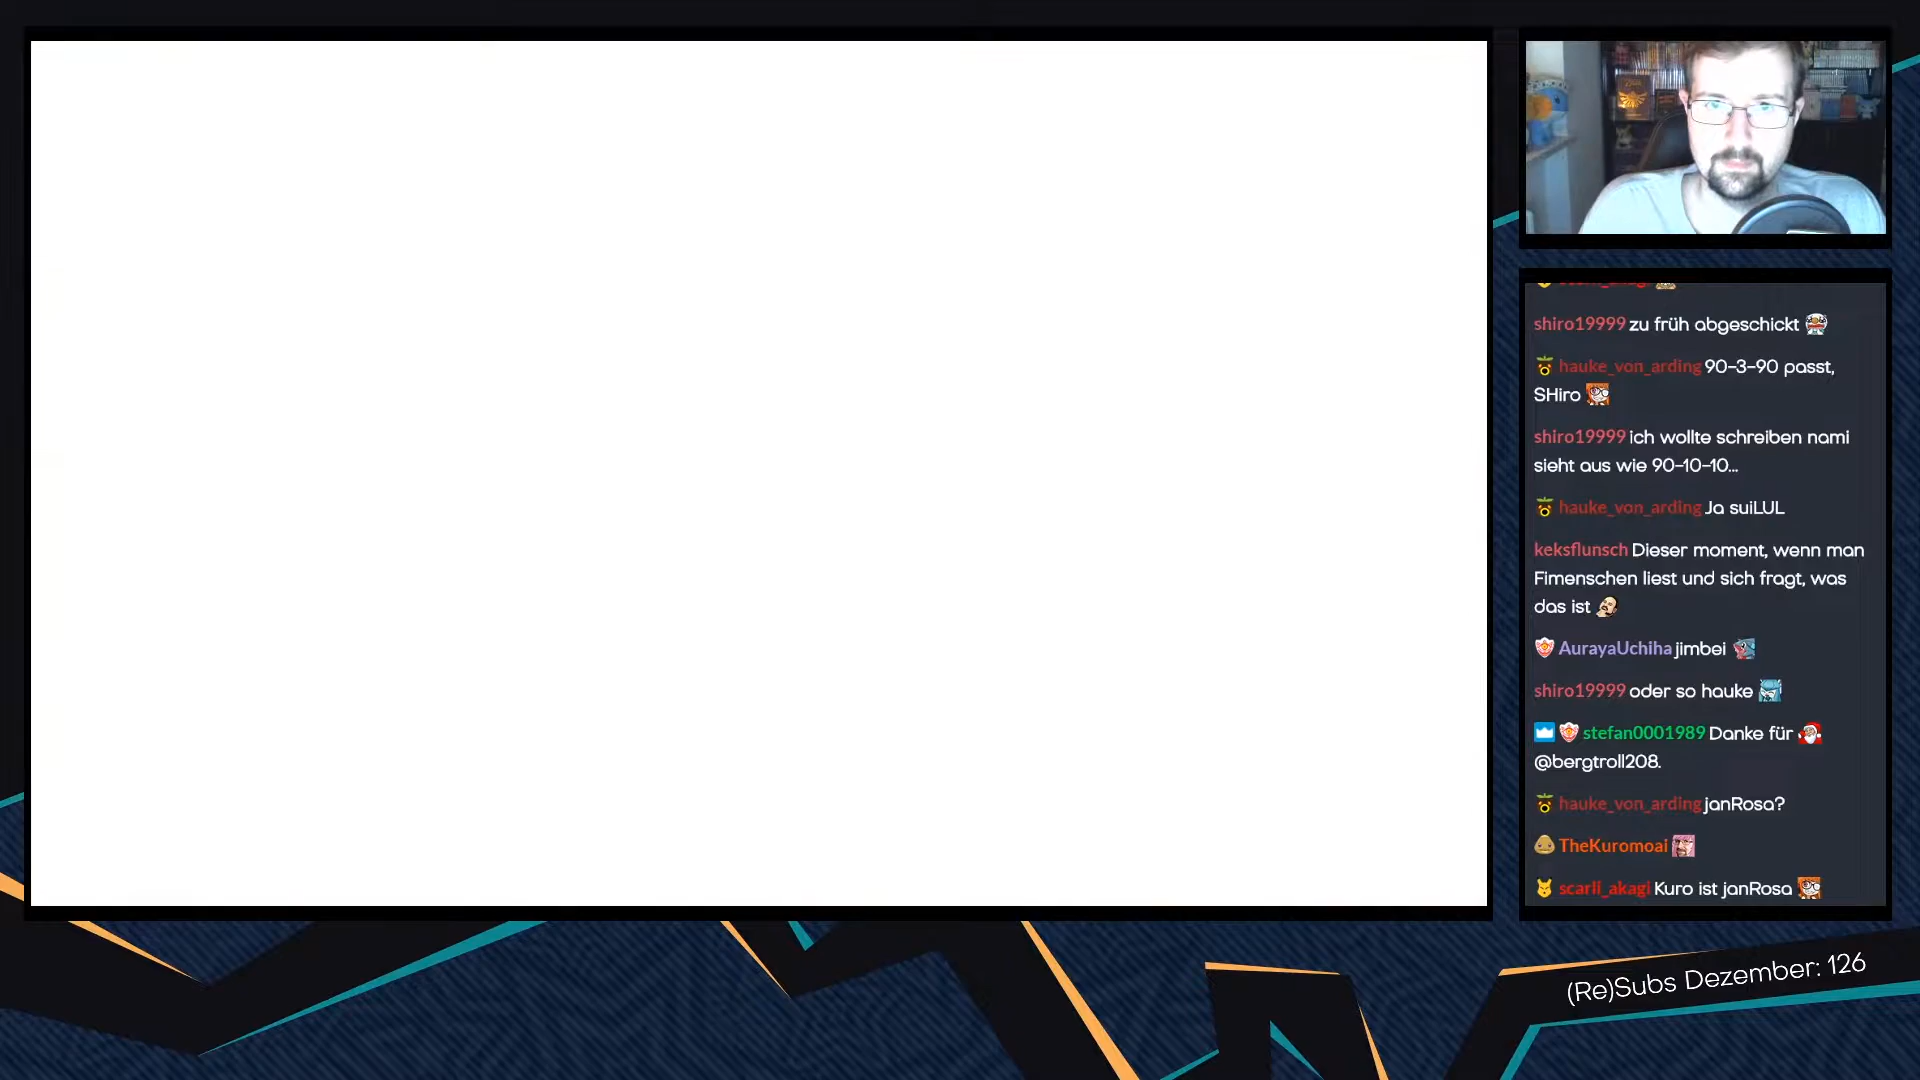 shiro19999 zu früh abgeschickt
hauke_von_arding 90-3-90 passt,
SHiro
shiro19999 ich wollte schreiben nami
sieht aus wie 90-10-10...
hauke_von_arding Ja suiLUL
keksflunsch Dieser moment, wenn man
Fimenschen liest und sich fragt, was
das ist
AurayaUchiha jimbei
shiro19999 oder so hauke
stefan0001989 Danke für
@bergtroll208.
hauke_von_arding janRosa?
TheKuromoai
scarli_akagi Kuro ist janRosa
(Re)Subs Dezember: 126